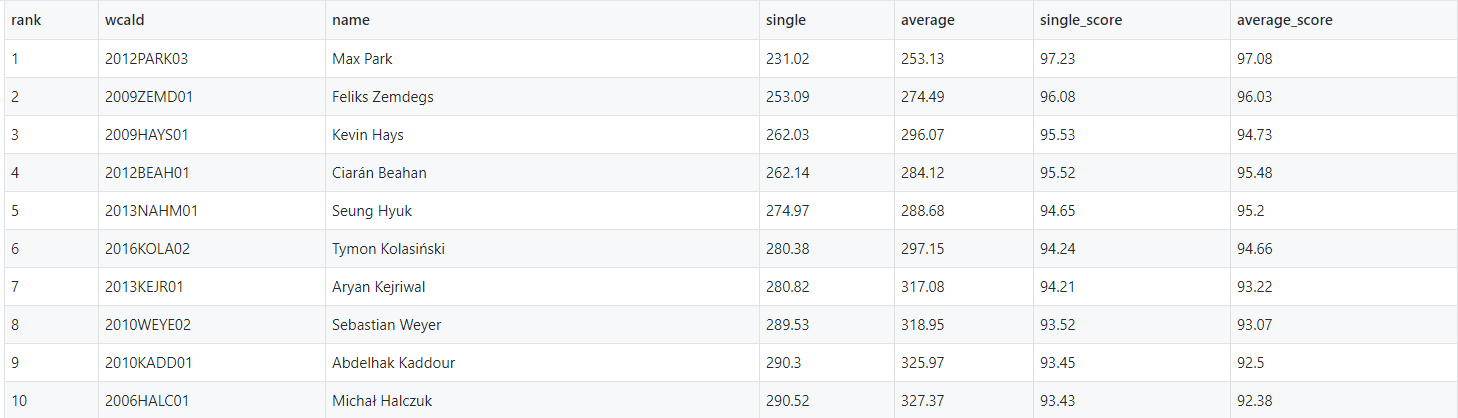 rank wcaId name single average single_score average_score
1 2012PARK03 Max Park 231.02 253.13 97.23 97.08
2 2009ZEMD01 Feliks Zemdegs 253.09 274.49 96.08 96.03
3 2009HAYS01 Kevin Hays 262.03 296.07 95.53 94.73
4 2012BEAH01 Ciarán Beahan 262.14 284.12 95.52 95.48
5 2013NAHM01 Seung Hyuk 274.97 288.68 94.65 95.2
6 2016KOLA02 Tymon Kolasiński 280.38 297.15 94.24 94.66
7 2013KEJR01 Aryan Kejriwal 280.82 317.08 94.21 93.22
8 2010WEYE02 Sebastian Weyer 289.53 318.95 93.52 93.07
9 2010KADD01 Abdelhak Kaddour 290.3 325.97 93.45 92.5
10 2006HALC01 Michał Halczuk 290.52 327.37 93.43 92.38